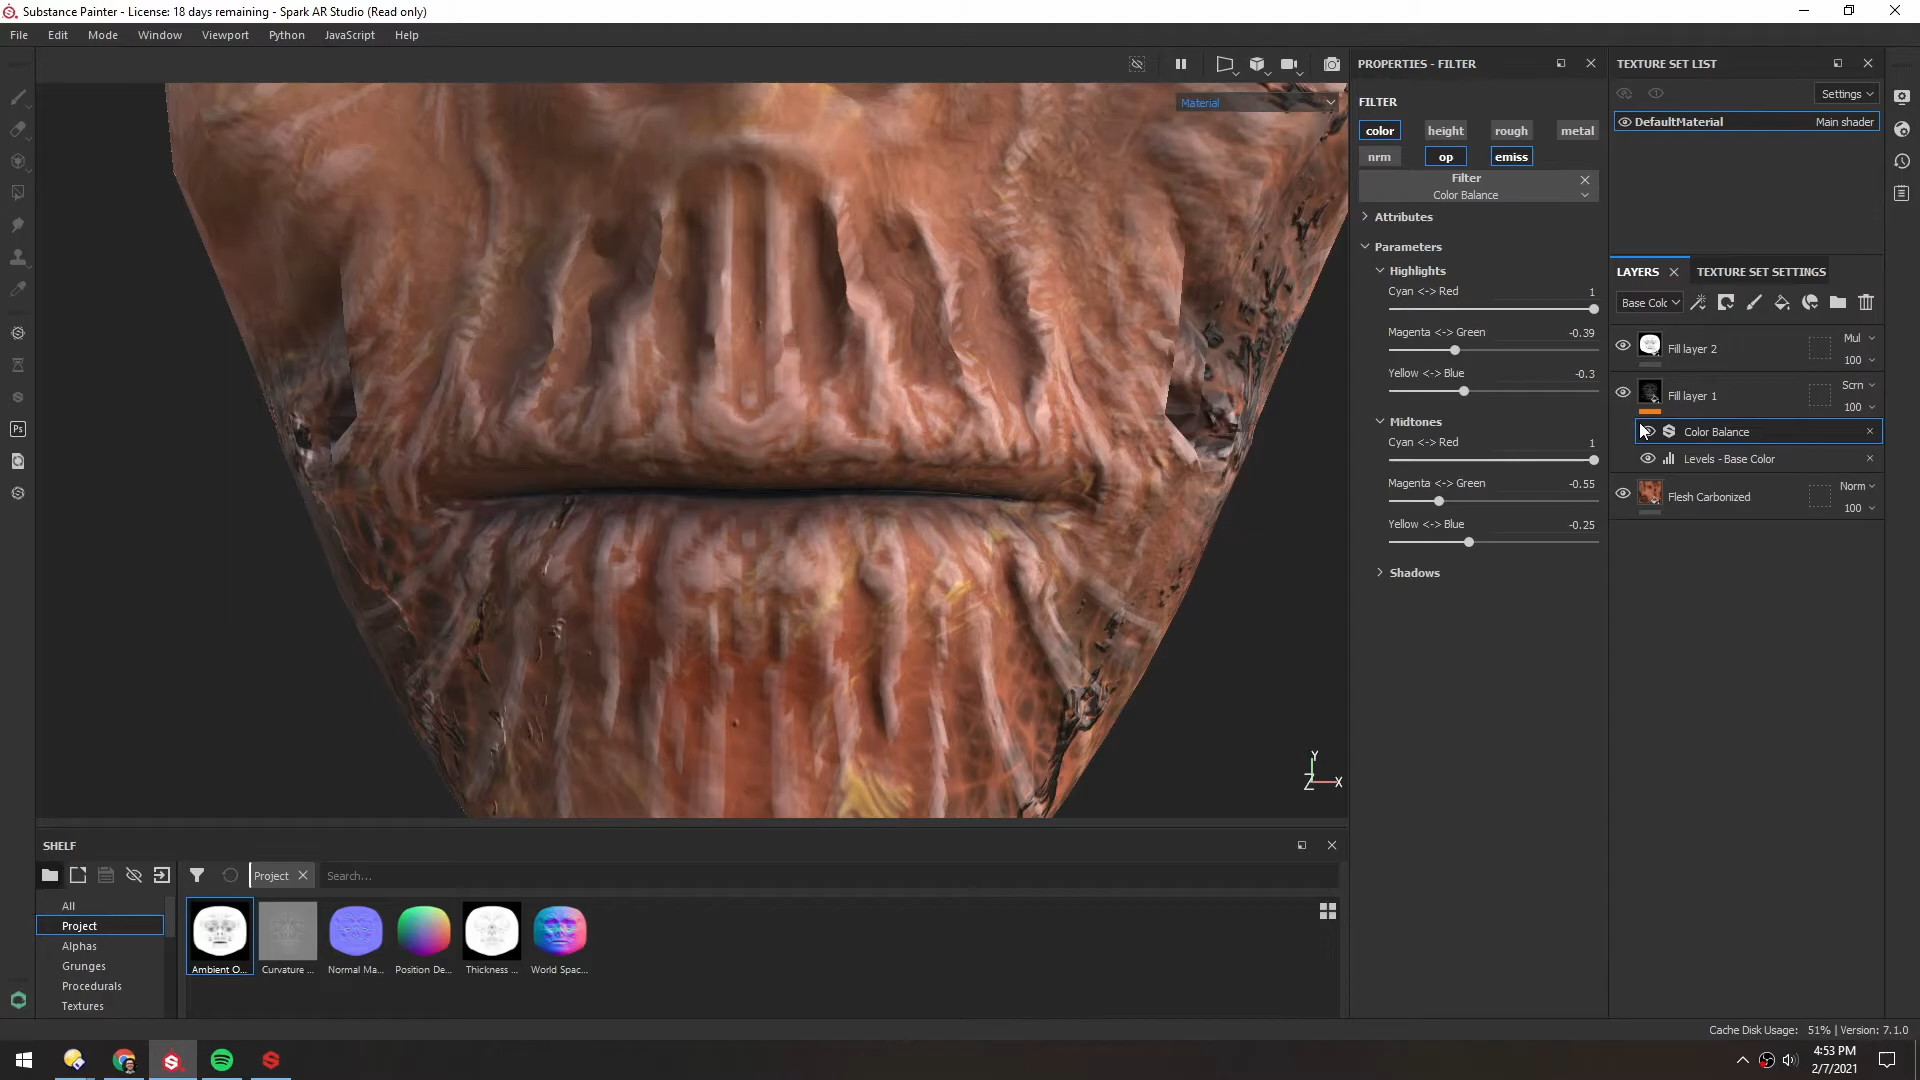 Substance Painter - License: 18 days remaining - Spark AR Studio (Read only)
File Edit Mode Window Viewport Python JavaScript Help
Material
PROPERTIES - FILTER
FILTER
color height rough metal
nrm op emiss
Filter
Color Balance
Attributes
Parameters
Highlights
Cyan <-> Red 1
Magenta <-> Green -0.39
Yellow <-> Blue -0.3
Midtones
Cyan <-> Red 1
Magenta <-> Green -0.55
Yellow <-> Blue -0.25
Shadows
TEXTURE SET LIST
Settings
DefaultMaterial Main shader
LAYERS TEXTURE SET SETTINGS
Base Colc
Fill layer 2 Mul
100
Fill layer 1 Scrn
100
Color Balance
Levels - Base Color
Flesh Carbonized Norm
100
Y
Z X
Ps
SHELF
Project Search...
All
Project
Alphas
Grunges
Procedurals
Textures
Ambient O... Curvature ... Normal Ma... Position De... Thickness ... World Spac...
Cache Disk Usage: 51% | Version: 7.1.0
4:53 PM
2/7/2021